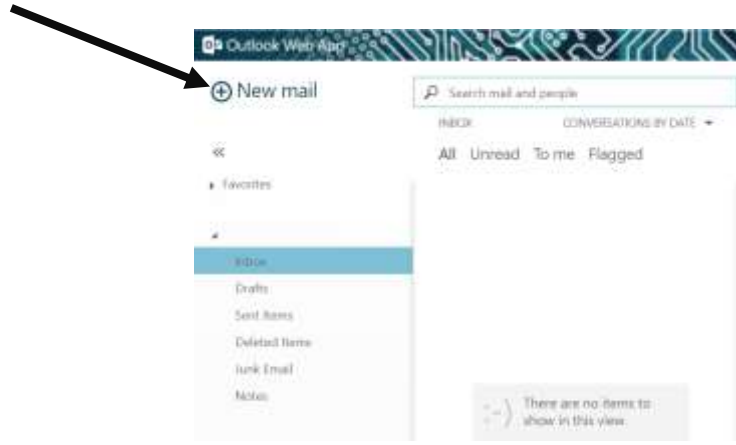 Outlook Web App
New mail
Search mail and people
INBOX CONVERSATIONS BY DATE
All Unread To me Flagged
«
Favorites
Inbox
Drafts
Sent Items
Deleted Items
Junk Email
Notes
:-) There are no items to
show in this view.